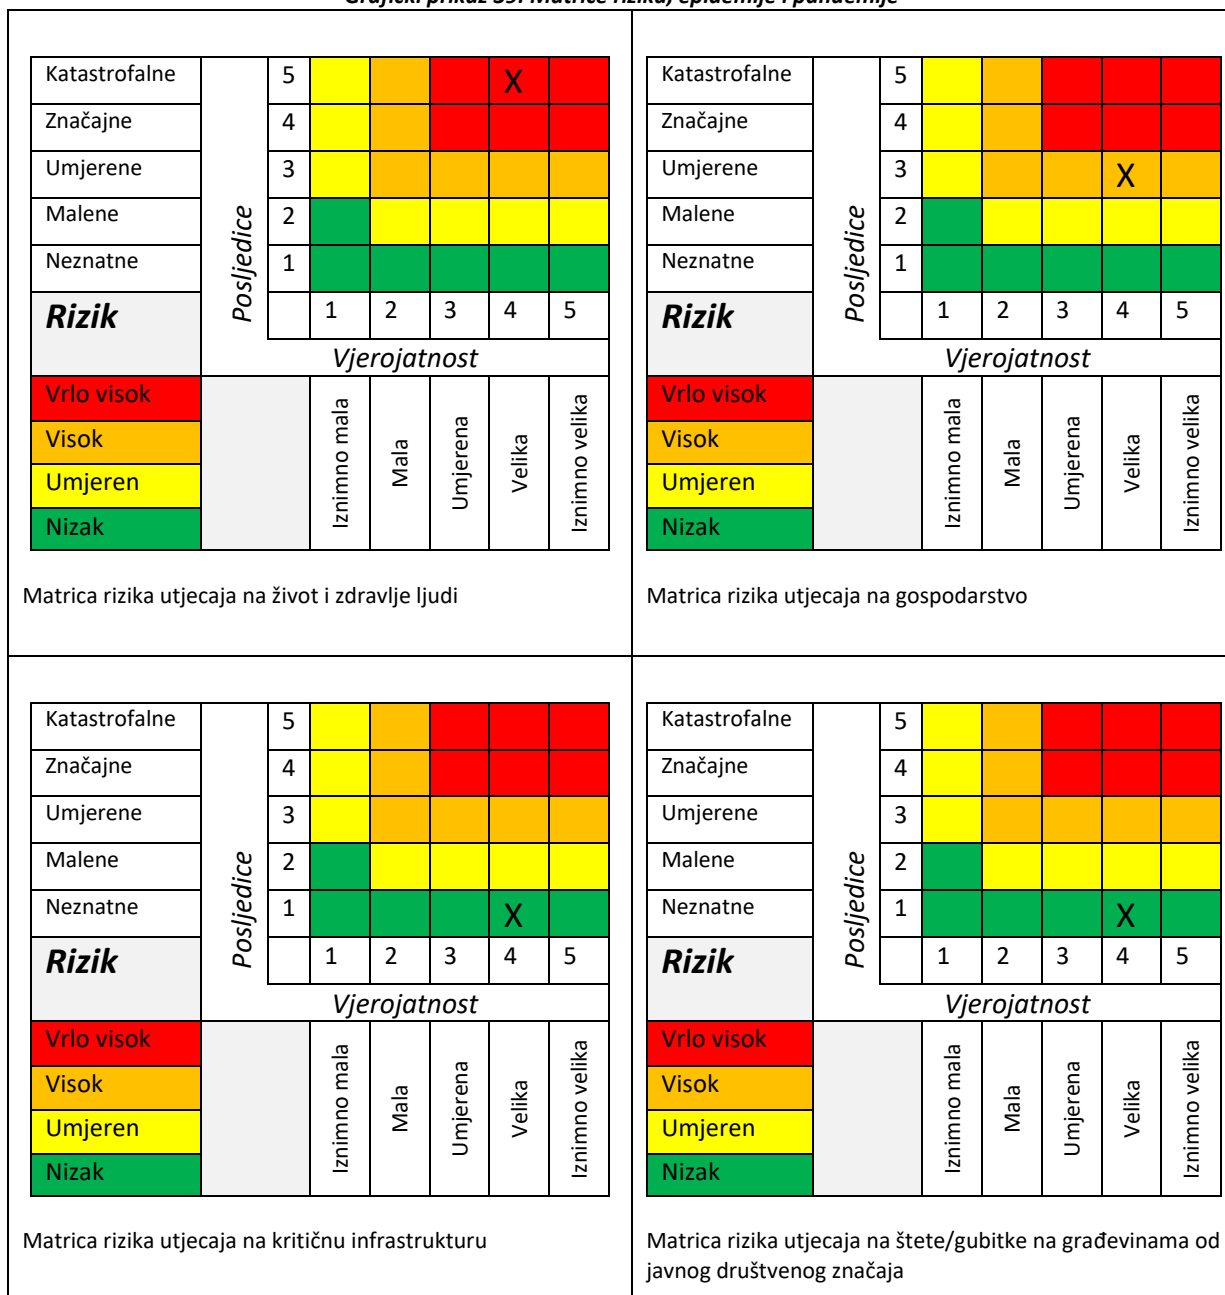 Grafički prikaz 35. Matrice rizika, epidemije i pandemije
Katastrofalne 5 X
Značajne 4
Umjerene 3
Malene 2
Neznatne 1
Posljedice
Rizik 1 2 3 4 5
Vjerojatnost
Vrlo visok
Visok
Umjeren
Nizak
Iznimno mala
Mala
Umjerena
Velika
Iznimno velika
Matrica rizika utjecaja na život i zdravlje ljudi
Katastrofalne 5
Značajne 4
Umjerene 3 X
Malene 2
Neznatne 1
Posljedice
Rizik 1 2 3 4 5
Vjerojatnost
Vrlo visok
Visok
Umjeren
Nizak
Iznimno mala
Mala
Umjerena
Velika
Iznimno velika
Matrica rizika utjecaja na gospodarstvo
Katastrofalne 5
Značajne 4
Umjerene 3
Malene 2
Neznatne 1 X
Posljedice
Rizik 1 2 3 4 5
Vjerojatnost
Vrlo visok
Visok
Umjeren
Nizak
Iznimno mala
Mala
Umjerena
Velika
Iznimno velika
Matrica rizika utjecaja na kritičnu infrastrukturu
Katastrofalne 5
Značajne 4
Umjerene 3
Malene 2
Neznatne 1 X
Posljedice
Rizik 1 2 3 4 5
Vjerojatnost
Vrlo visok
Visok
Umjeren
Nizak
Iznimno mala
Mala
Umjerena
Velika
Iznimno velika
Matrica rizika utjecaja na štete/gubitke na građevinama od
javnog društvenog značaja